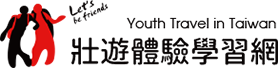 Let's
be friends
Youth Travel in Taiwan
壯遊體驗學習網